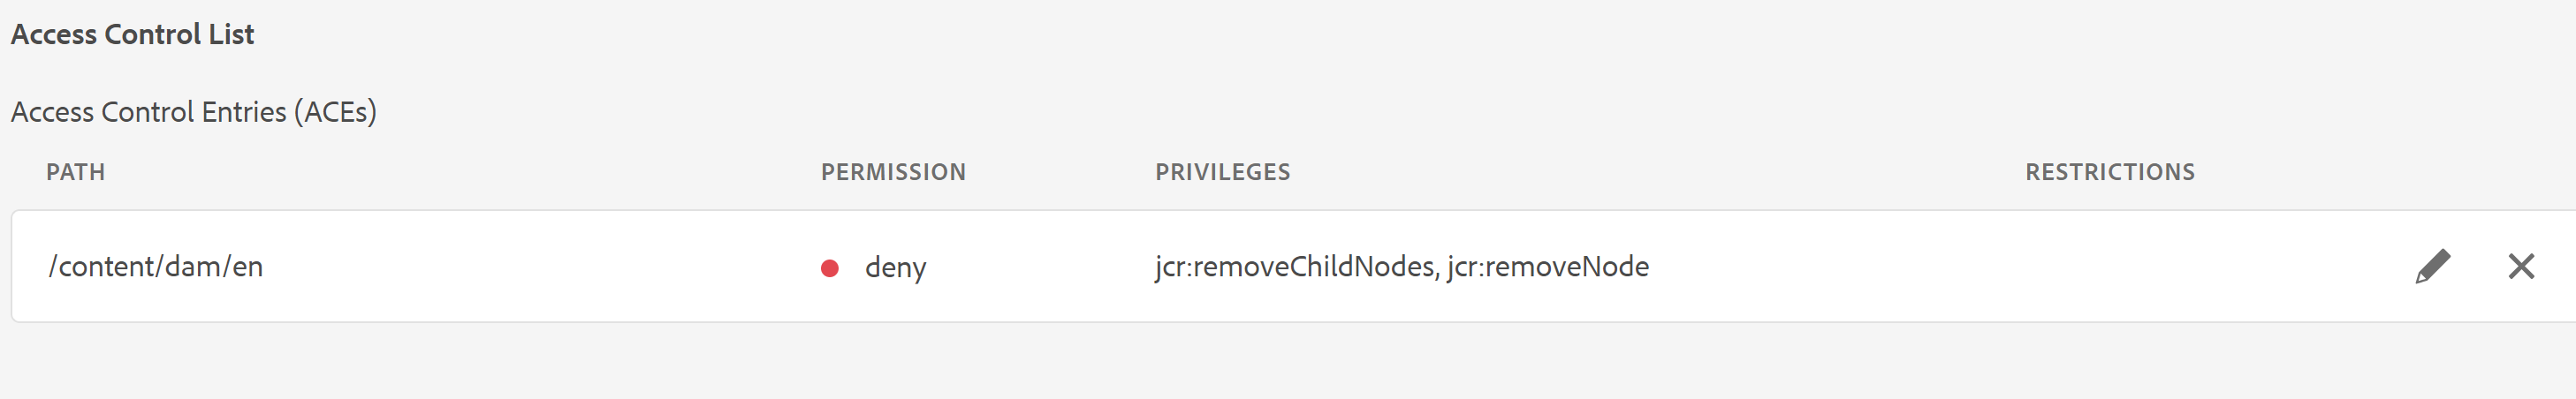 Access Control List
Access Control Entries (ACEs)
PATH PERMISSION PRIVILEGES RESTRICTIONS
/content/dam/en deny jcr:removeChildNodes, jcr:removeNode